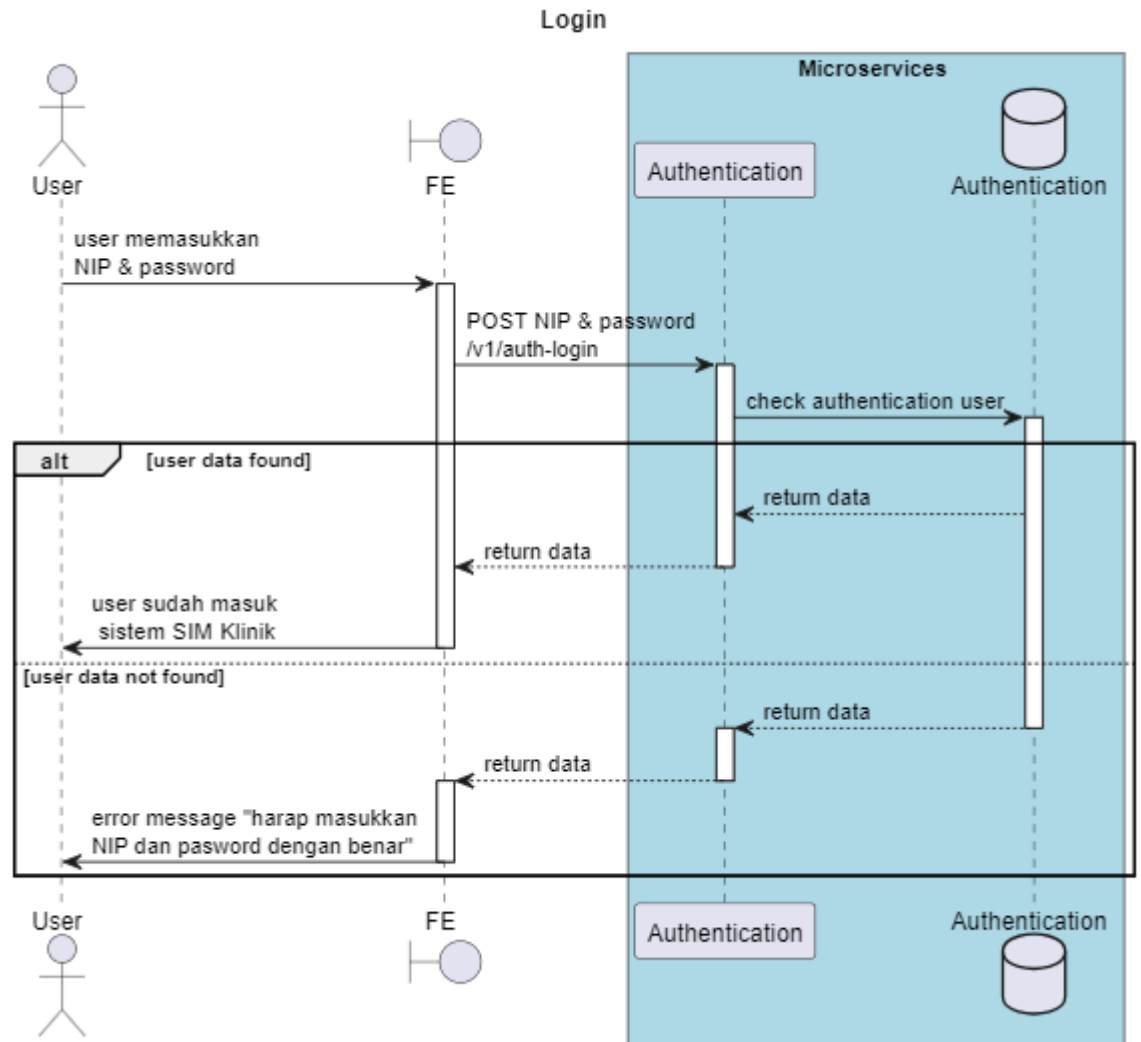 Login
Microservices
User
FE
Authentication
Authentication
user memasukkan
NIP & password
POST NIP & password
/v1/auth-login
check authentication user
alt
[user data found]
return data
return data
user sudah masuk
sistem SIM Klinik
[user data not found]
return data
return data
error message "harap masukkan
NIP dan pasword dengan benar"
User
FE
Authentication
Authentication